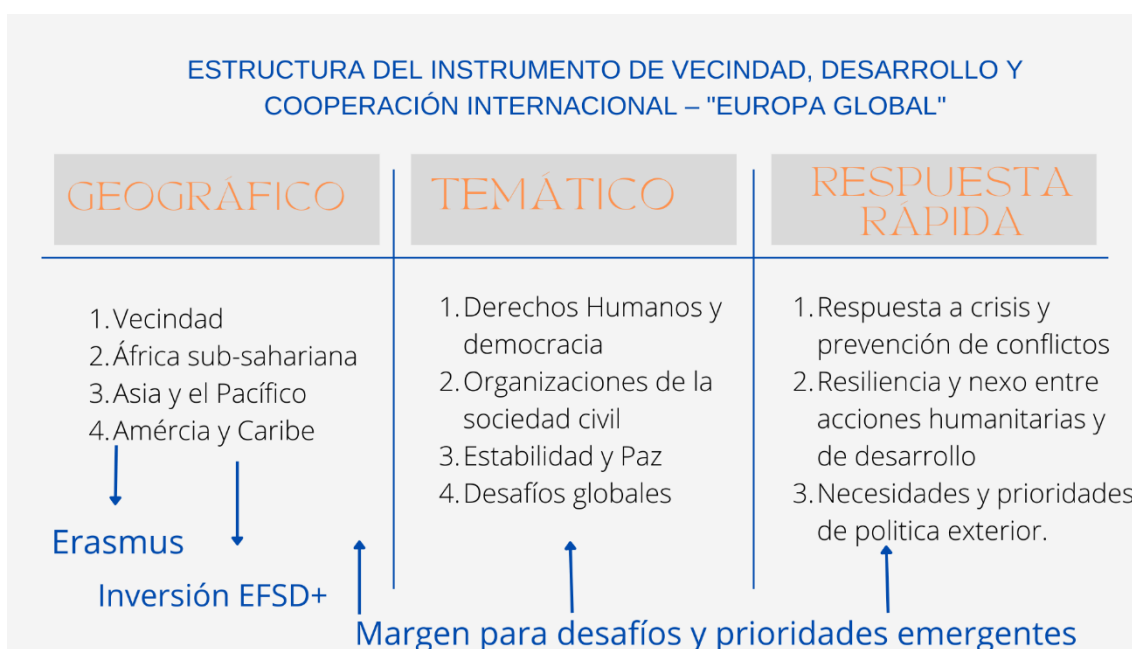 ESTRUCTURA DEL INSTRUMENTO DE VECINDAD, DESARROLLO Y
COOPERACIÓN INTERNACIONAL – "EUROPA GLOBAL"
GEOGRÁFICO
1. Vecindad
2. África sub-sahariana
3. Asia y el Pacífico
4. Amércia y Caribe
Erasmus
Inversión EFSD+
TEMÁTICO
1. Derechos Humanos y
democracia
2. Organizaciones de la
sociedad civil
3. Estabilidad y Paz
4. Desafíos globales
RESPUESTA
RÁPIDA
1. Respuesta a crisis y
prevención de conflictos
2. Resiliencia y nexo entre
acciones humanitarias y
de desarrollo
3. Necesidades y prioridades
de politica exterior.
Margen para desafíos y prioridades emergentes